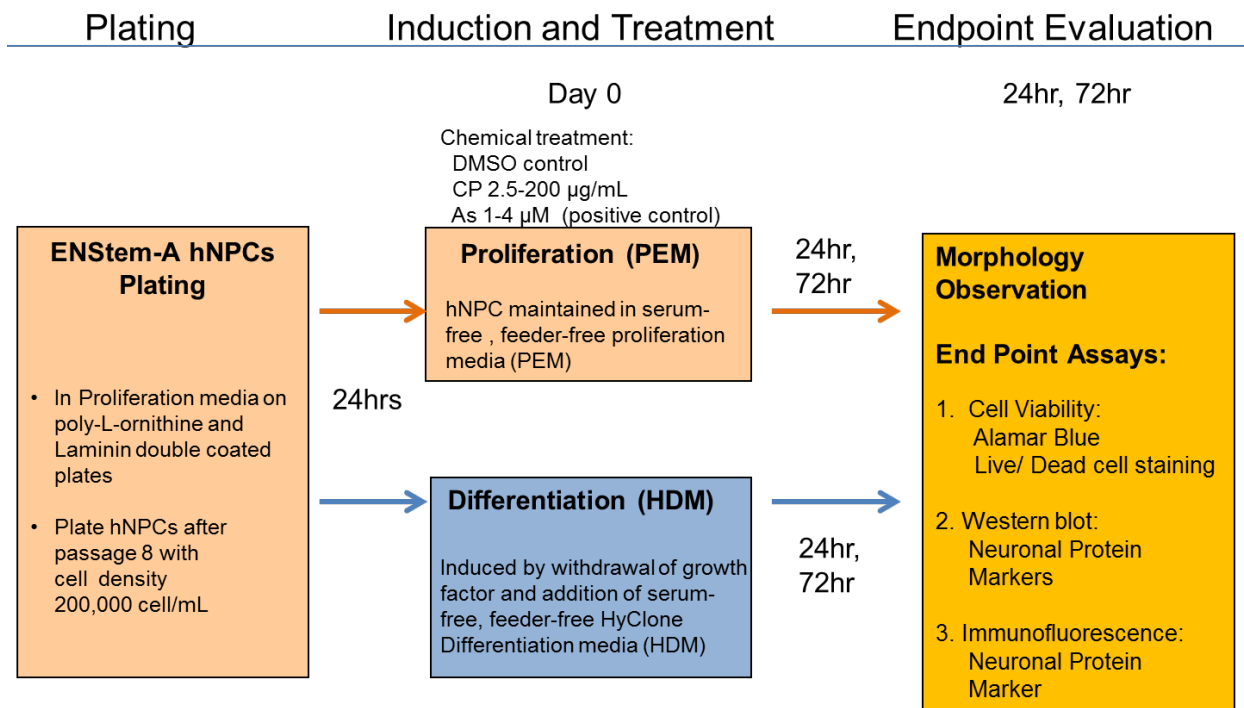 Plating
Induction and Treatment
Endpoint Evaluation
Day 0
24hr, 72hr
Chemical treatment:
DMSO control
CP 2.5-200 µg/mL
As 1-4 µM (positive control)
ENStem-A hNPCs
Plating
• In Proliferation media on
poly-L-ornithine and
Laminin double coated
plates
• Plate hNPCs after
passage 8 with
cell density
200,000 cell/mL
24hrs
Proliferation (PEM)
hNPC maintained in serum-
free , feeder-free proliferation
media (PEM)
24hr,
72hr
Differentiation (HDM)
Induced by withdrawal of growth
factor and addition of serum-
free, feeder-free HyClone
Differentiation media (HDM)
24hr,
72hr
Morphology
Observation
End Point Assays:
1. Cell Viability:
Alamar Blue
Live/ Dead cell staining
2. Western blot:
Neuronal Protein
Markers
3. Immunofluorescence:
Neuronal Protein
Marker